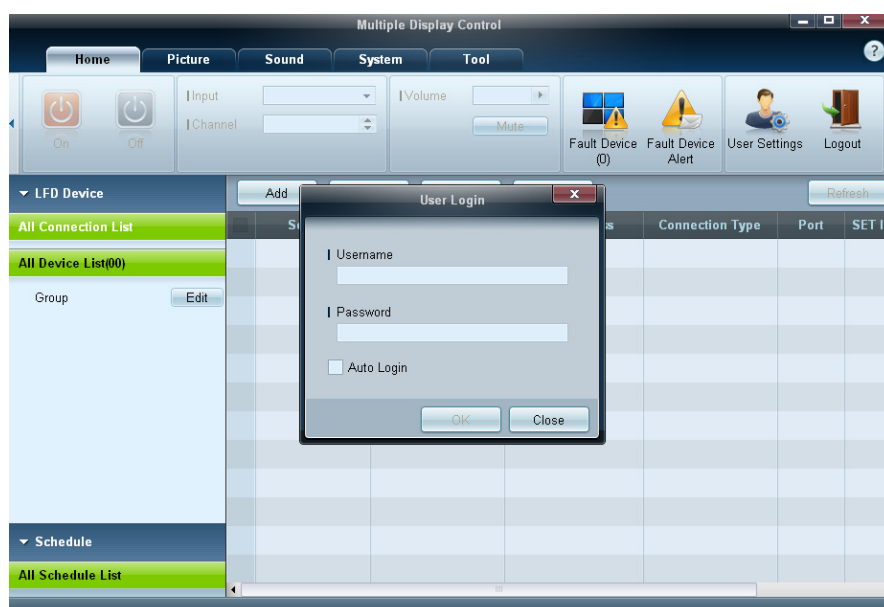 Multiple Display Control
Home Picture Sound System Tool ?
Input
Channel
Volume
Mute
On Off
Fault Device (0)
Fault Device Alert
User Settings
Logout
LFD Device
All Connection List
All Device List(00)
Group Edit
Schedule
All Schedule List
Add
Refresh
Connection Type Port SET I
User Login
Username
Password
Auto Login
OK Close